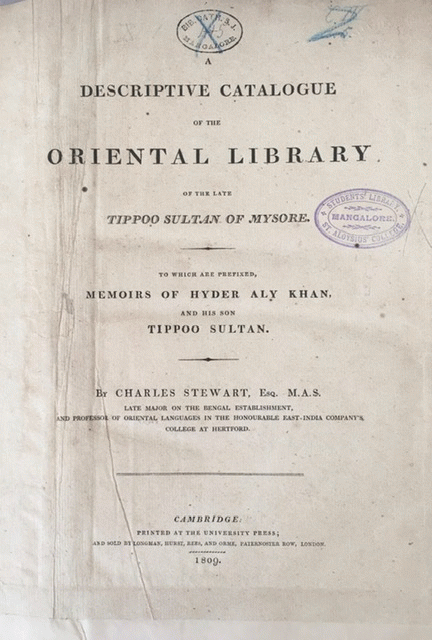 BIB. CATH. S.J.
MANGALORE
A
DESCRIPTIVE CATALOGUE
OF THE
ORIENTAL LIBRARY
OF THE LATE
TIPPOO SULTAN OF MYSORE.
STUDENTS' LIBRARY
MANGALORE.
ST ALOYSIUS' COLLEGE
TO WHICH ARE PREFIXED,
MEMOIRS OF HYDER ALY KHAN,
AND HIS SON
TIPPOO SULTAN.
By CHARLES STEWART, Esq. M.A.S.
LATE MAJOR ON THE BENGAL ESTABLISHMENT,
AND PROFESSOR OF ORIENTAL LANGUAGES IN THE HONOURABLE EAST-INDIA COMPANY'S,
COLLEGE AT HERTFORD.
CAMBRIDGE:
PRINTED AT THE UNIVERSITY PRESS;
AND SOLD BY LONGMAN, HURST, REES, AND ORME, PATERNOSTER ROW, LONDON.
1809.